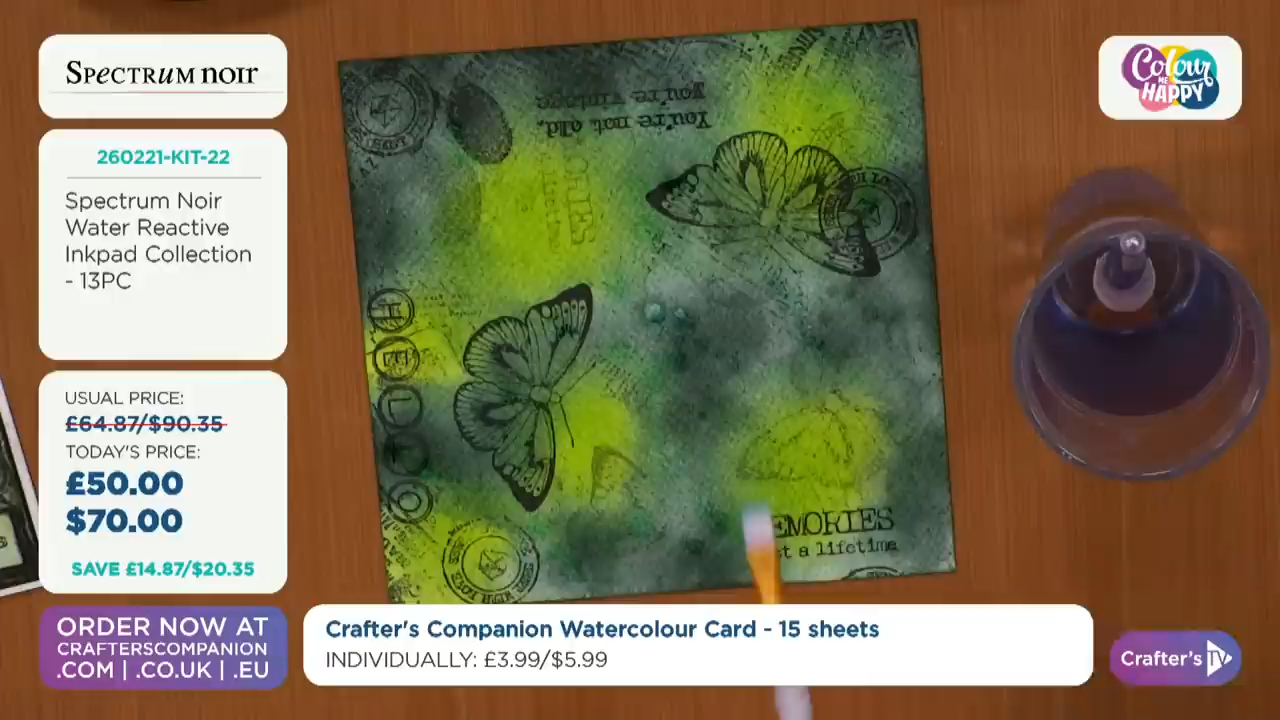 SPECTRUM NOIR
260221-KIT-22
Spectrum Noir
Water Reactive
Inkpad Collection
- 13PC
USUAL PRICE:
£64.87/$90.35
TODAY'S PRICE:
£50.00
$70.00
SAVE £14.87/$20.35
ORDER NOW AT
CRAFTERSCOMPANION
.COM | .CO.UK | .EU
Colour
ME
HAPPY
You're not old,
you're vintage
EMORIES
st a lifetime
HELLO
Crafter's Companion Watercolour Card - 15 sheets
INDIVIDUALLY: £3.99/$5.99
Crafter's TV